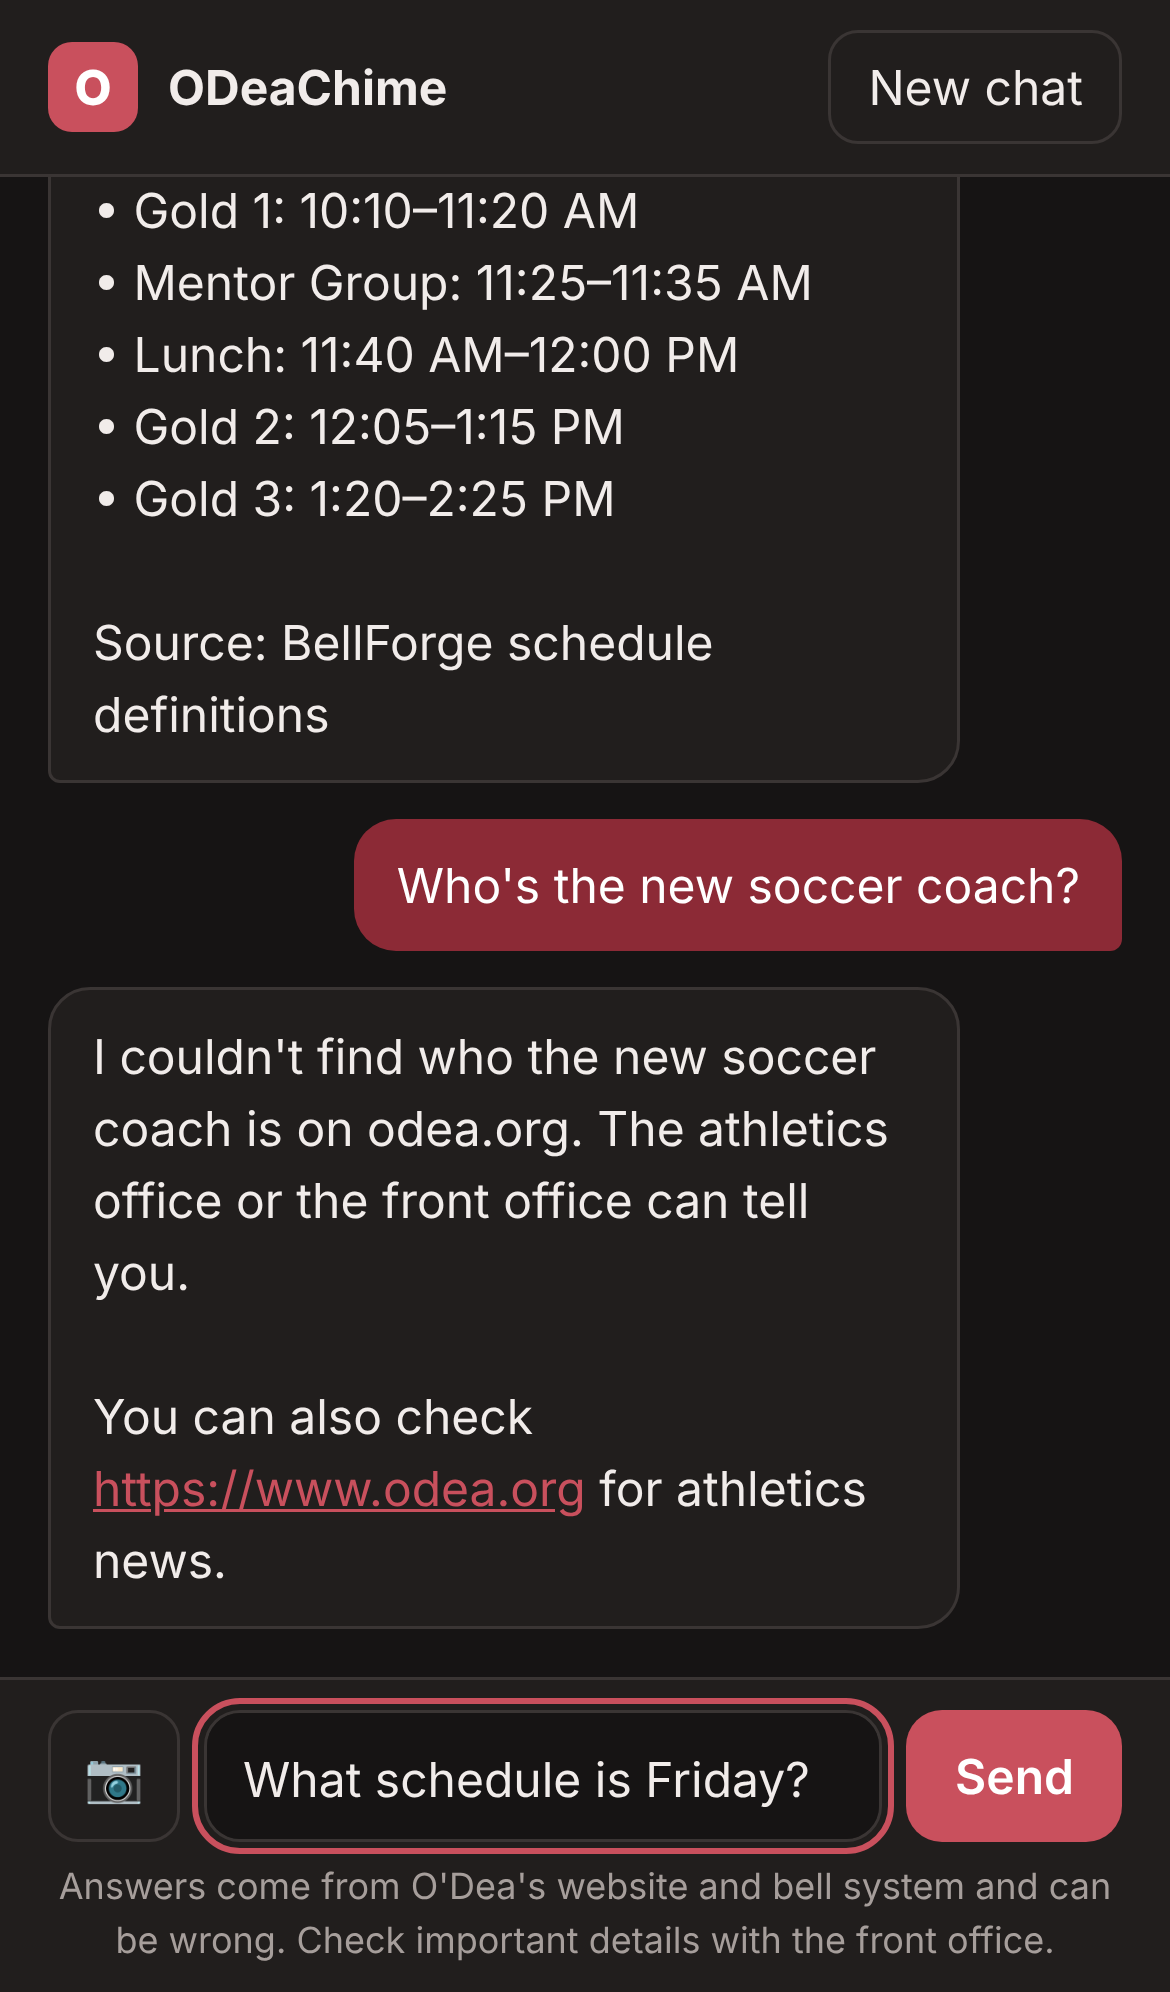 O ODeaChime New chat
• Gold 1: 10:10–11:20 AM
• Mentor Group: 11:25–11:35 AM
• Lunch: 11:40 AM–12:00 PM
• Gold 2: 12:05–1:15 PM
• Gold 3: 1:20–2:25 PM
Source: BellForge schedule
definitions
Who's the new soccer coach?
I couldn't find who the new soccer
coach is on odea.org. The athletics
office or the front office can tell
you.
You can also check
https://www.odea.org for athletics
news.
What schedule is Friday? Send
Answers come from O'Dea's website and bell system and can
be wrong. Check important details with the front office.